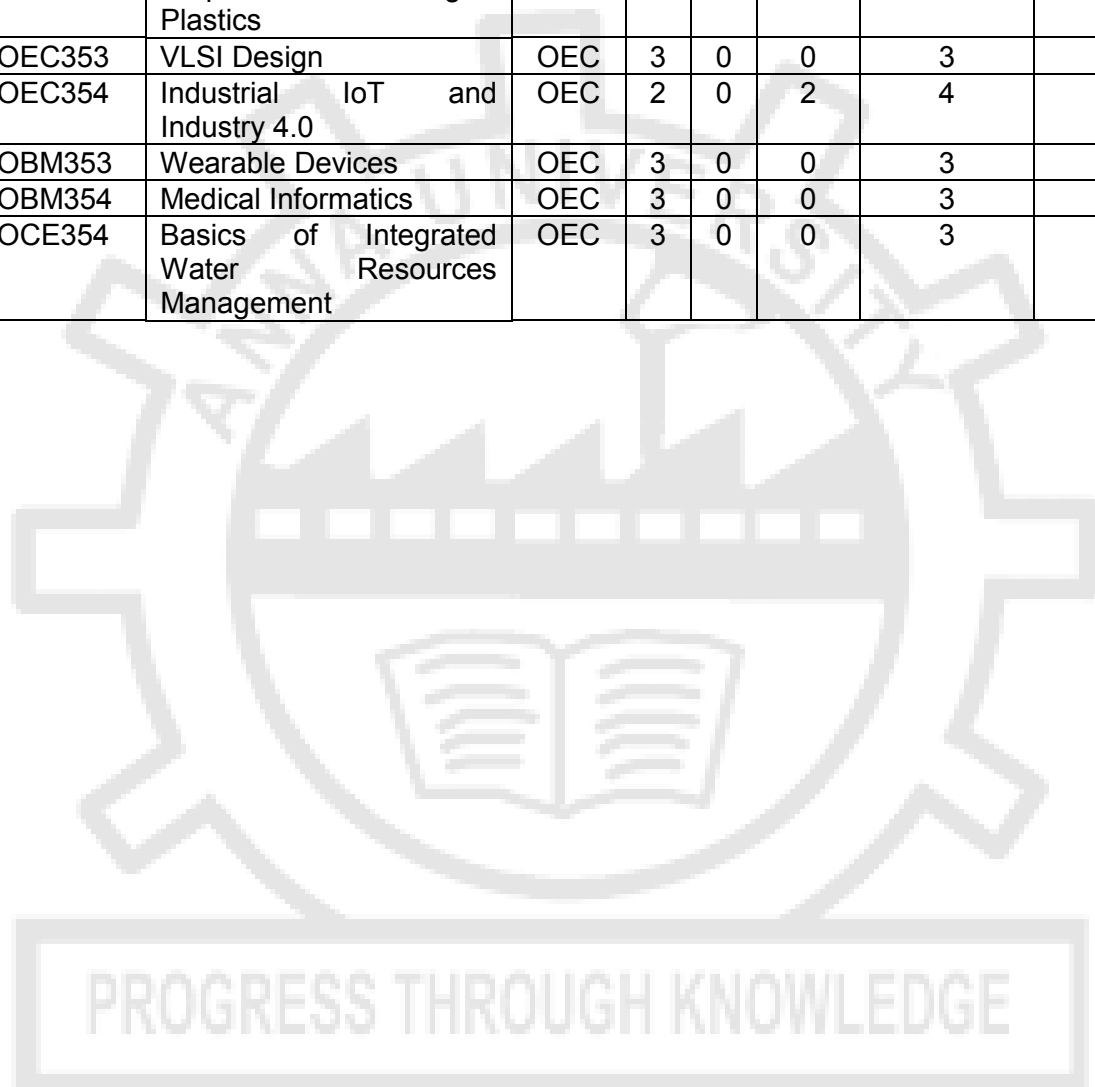 Plastics
OEC353 VLSI Design OEC 3 0 0 3
OEC354 Industrial IoT and OEC 2 0 2 4
Industry 4.0
OBM353 Wearable Devices OEC 3 0 0 3
OBM354 Medical Informatics OEC 3 0 0 3
OCE354 Basics of Integrated OEC 3 0 0 3
Water Resources
Management
ANNA UNIVERSITY
PROGRESS THROUGH KNOWLEDGE